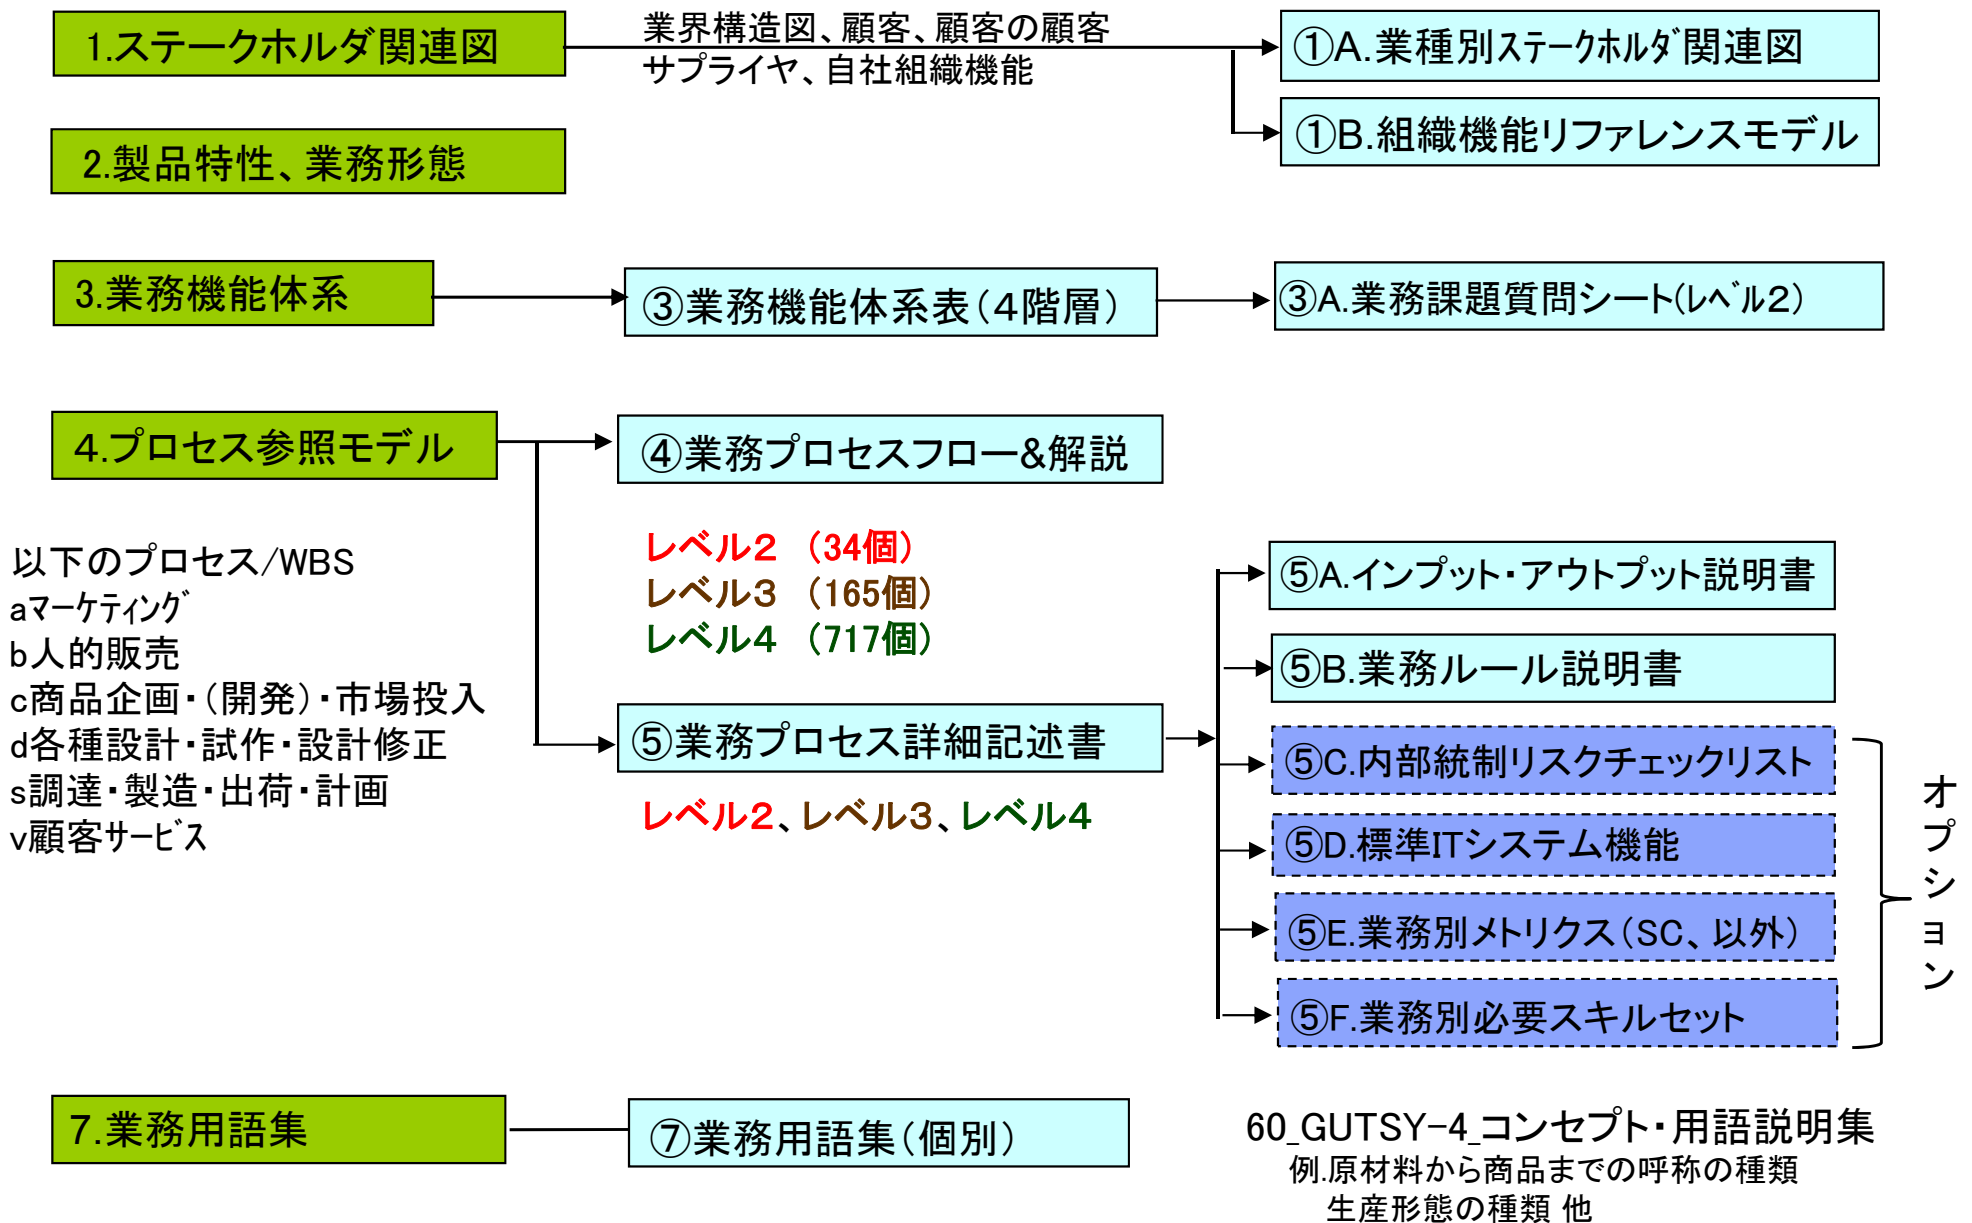 1.ステークホルダ関連図
業界構造図、顧客、顧客の顧客
サプライヤ、自社組織機能
①A.業種別ステークホルダ関連図
①B.組織機能リファレンスモデル
2.製品特性、業務形態
3.業務機能体系
③業務機能体系表（４階層）
③A.業務課題質問シート(レベル２）
４.プロセス参照モデル
④業務プロセスフロー&解説
以下のプロセス/WBS
aマーケティング
b人的販売
c商品企画・（開発）・市場投入
d各種設計・試作・設計修正
s調達・製造・出荷・計画
v顧客サービス
レベル２ （34個）
レベル３ （165個）
レベル４ （717個）
⑤業務プロセス詳細記述書
レベル２、レベル３、レベル４
⑤A.インプット・アウトプット説明書
⑤B.業務ルール説明書
⑤C.内部統制リスクチェックリスト
⑤D.標準ITシステム機能
⑤E.業務別メトリクス（SC、以外）
⑤F.業務別必要スキルセット
オプション
7.業務用語集
⑦業務用語集（個別）
60_GUTSY-4_コンセプト・用語説明集
例.原材料から商品までの呼称の種類
生産形態の種類 他